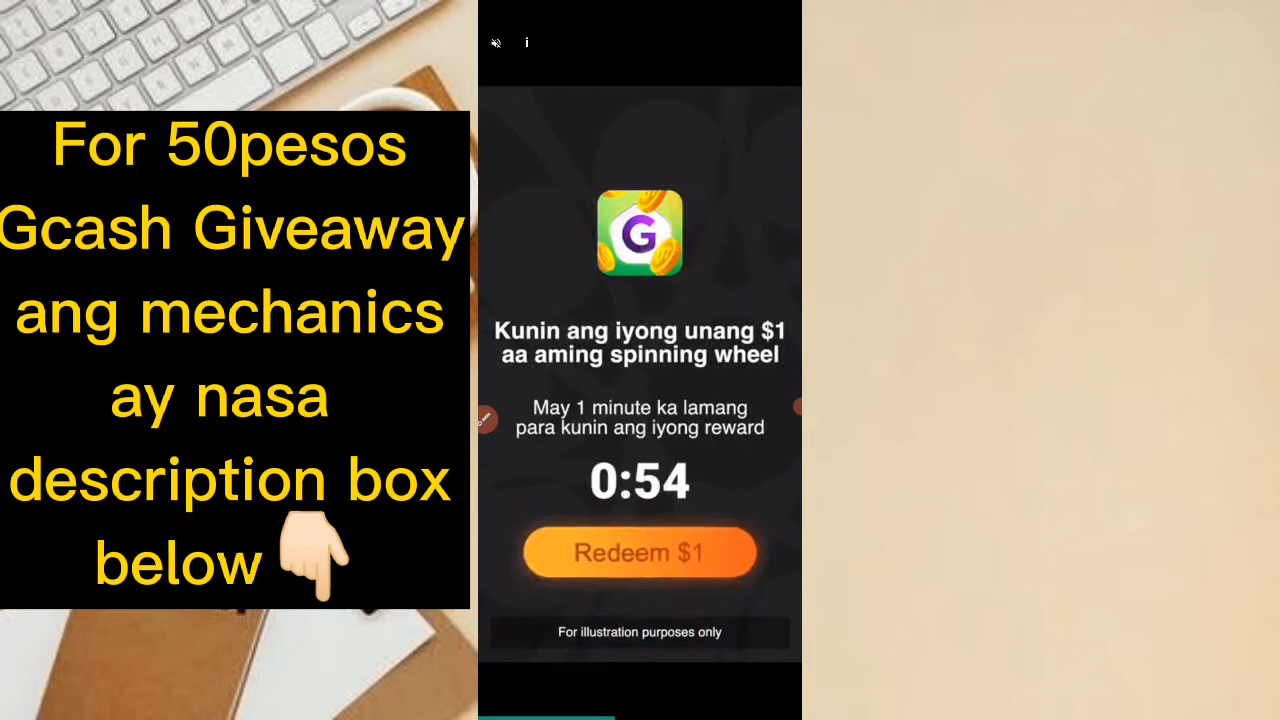 For 50pesos
Gcash Giveaway
ang mechanics
ay nasa
description box
below
G
Kunin ang iyong unang $1
aa aming spinning wheel
May 1 minute ka lamang
para kunin ang iyong reward
0:54
Redeem $1
For illustration purposes only